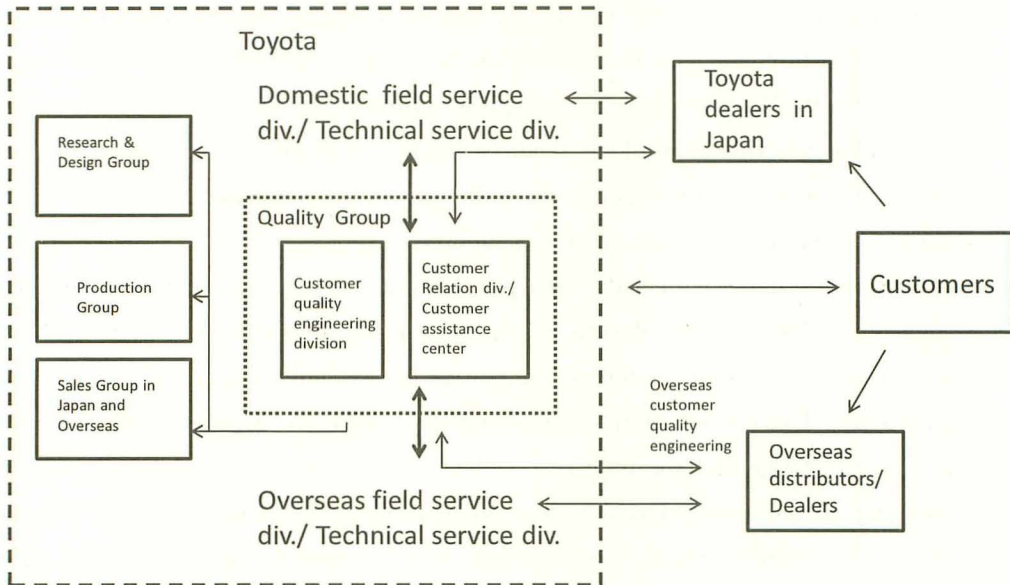 Toyota
Domestic field service
div./ Technical service div.
Toyota
dealers in
Japan
Research &
Design Group
Quality Group
Production
Group
Customer
quality
engineering
division
Customer
Relation div./
Customer
assistance
center
Customers
Sales Group in
Japan and
Overseas
Overseas
customer
quality
engineering
Overseas
distributors/
Dealers
Overseas field service
div./ Technical service div.